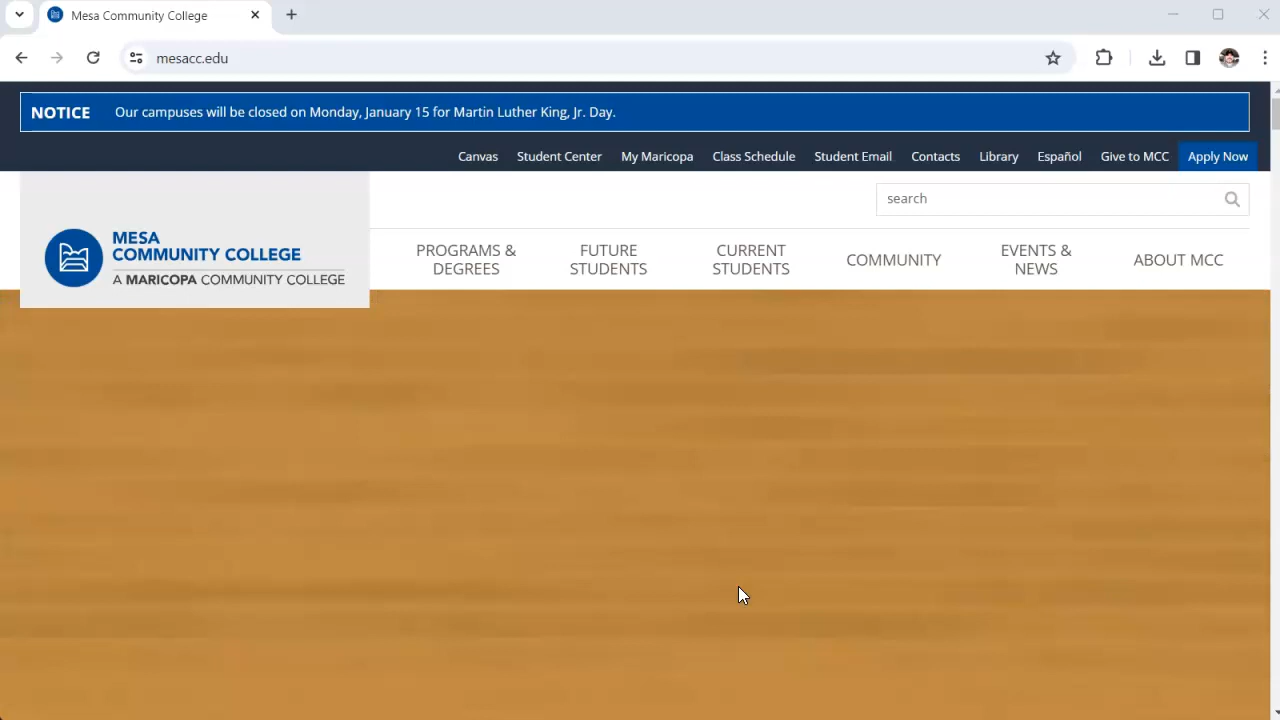 Mesa Community College
mesacc.edu
NOTICE Our campuses will be closed on Monday, January 15 for Martin Luther King, Jr. Day.
Canvas Student Center My Maricopa Class Schedule Student Email Contacts Library Español Give to MCC Apply Now
search
MESA
COMMUNITY COLLEGE
A MARICOPA COMMUNITY COLLEGE
PROGRAMS &
DEGREES
FUTURE
STUDENTS
CURRENT
STUDENTS
COMMUNITY
EVENTS &
NEWS
ABOUT MCC